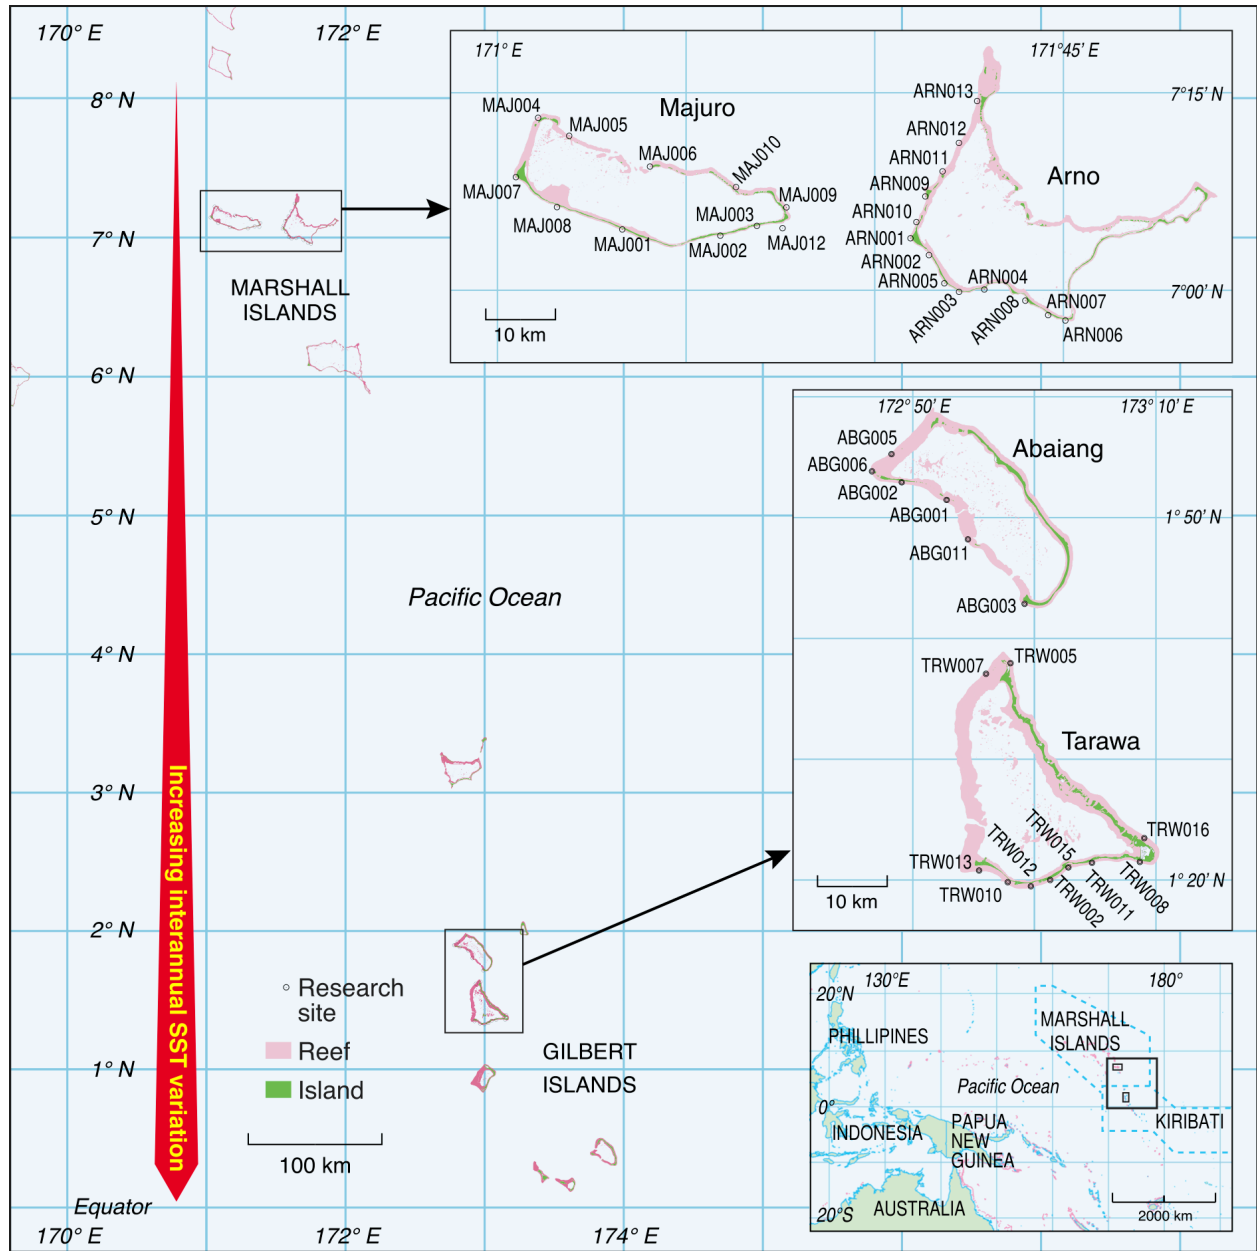 170° E
172° E
8° N
7° N
6° N
5° N
4° N
3° N
2° N
1° N
Equator
170° E
172° E
174° E
Increasing interannual SST variation
MARSHALL
ISLANDS
Pacific Ocean
GILBERT
ISLANDS
Research
site
Reef
Island
100 km
171° E
171° 45' E
7° 15' N
7° 00' N
Majuro
MAJ004
MAJ005
MAJ006
MAJ010
MAJ007
MAJ009
MAJ008
MAJ003
MAJ001
MAJ002
MAJ012
10 km
Arno
ARN013
ARN012
ARN011
ARN009
ARN010
ARN001
ARN002
ARN005
ARN004
ARN003
ARN008
ARN007
ARN006
172° 50' E
173° 10' E
Abaiang
ABG005
ABG006
ABG002
ABG001
1° 50' N
ABG011
ABG003
TRW007
TRW005
Tarawa
TRW016
TRW015
TRW012
TRW013
TRW010
TRW002
TRW011
TRW008
1° 20' N
10 km
130°E
180°
20°N
MARSHALL
ISLANDS
PHILLIPINES
Pacific Ocean
0°
KIRIBATI
INDONESIA
PAPUA
NEW
GUINEA
AUSTRALIA
20°S
2000 km